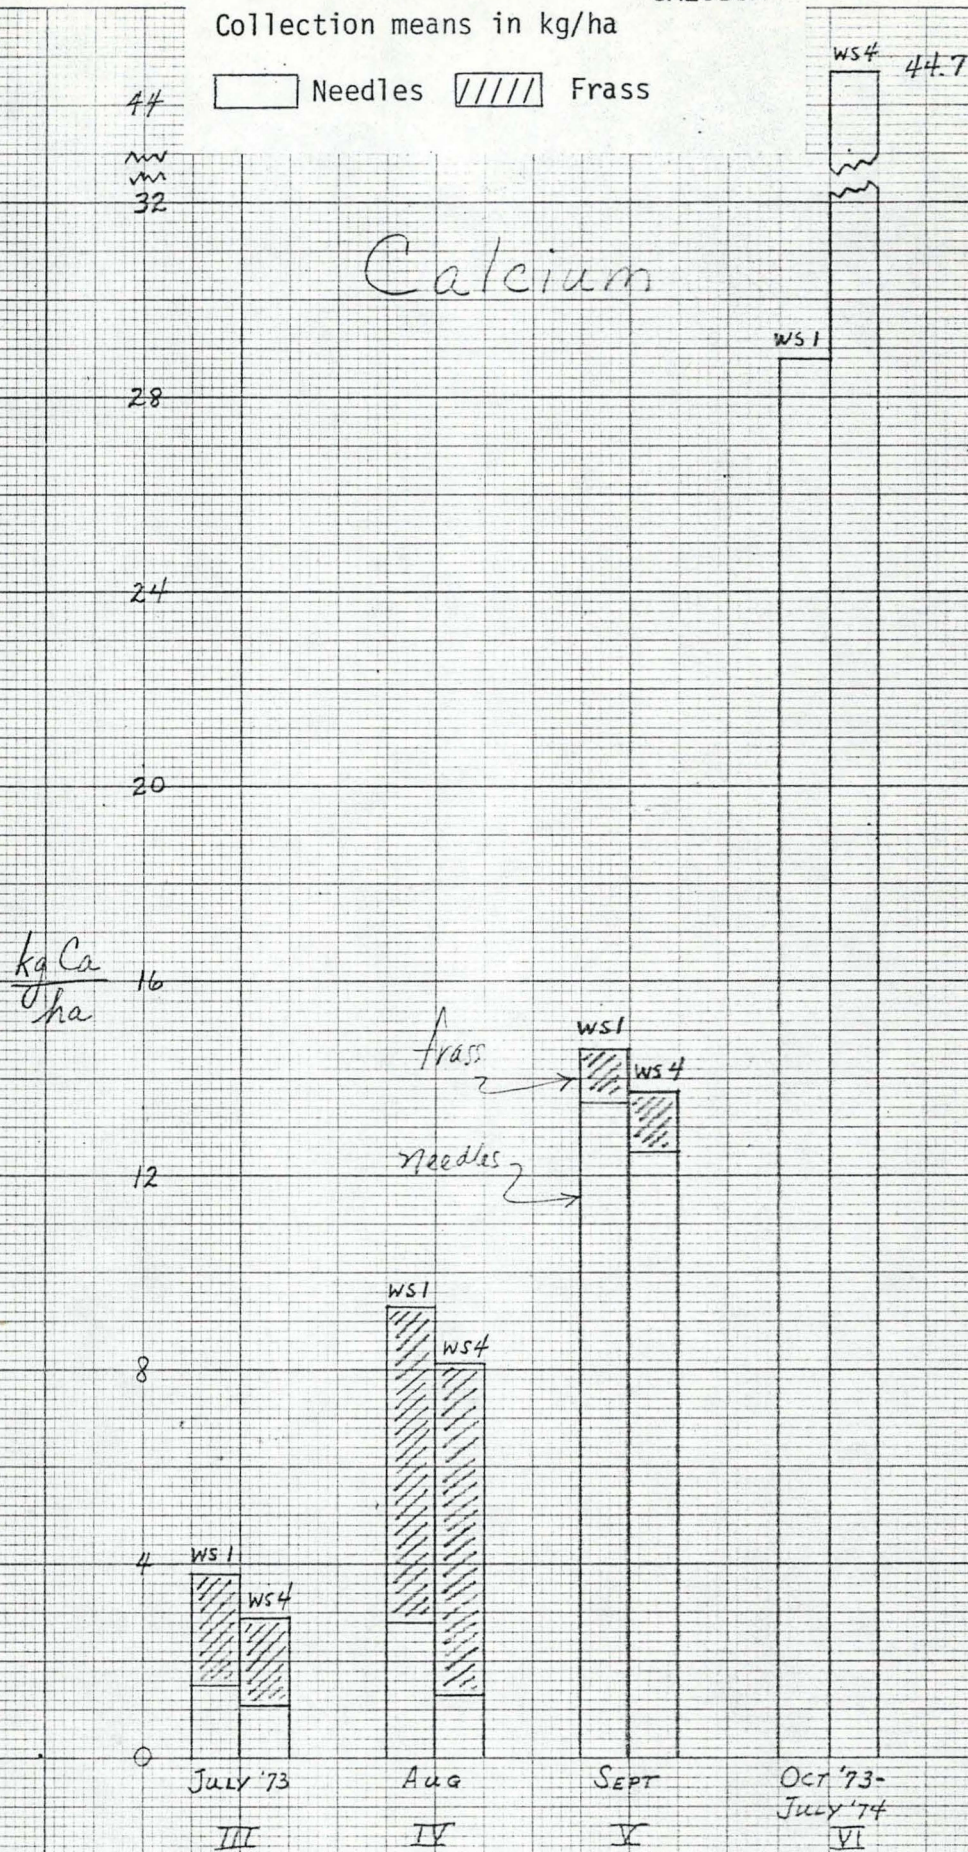 Collection means in kg/ha
Needles Frass
WS4 44.7
44
32
Calcium
WS1
28
24
20
kg Ca
ha
16
WS1
frass
WS4
Needles
12
WS1
WS4
8
4
WS1
WS4
0
JULY '73 AUG SEPT OCT '73-
JULY '74
III IV V VI